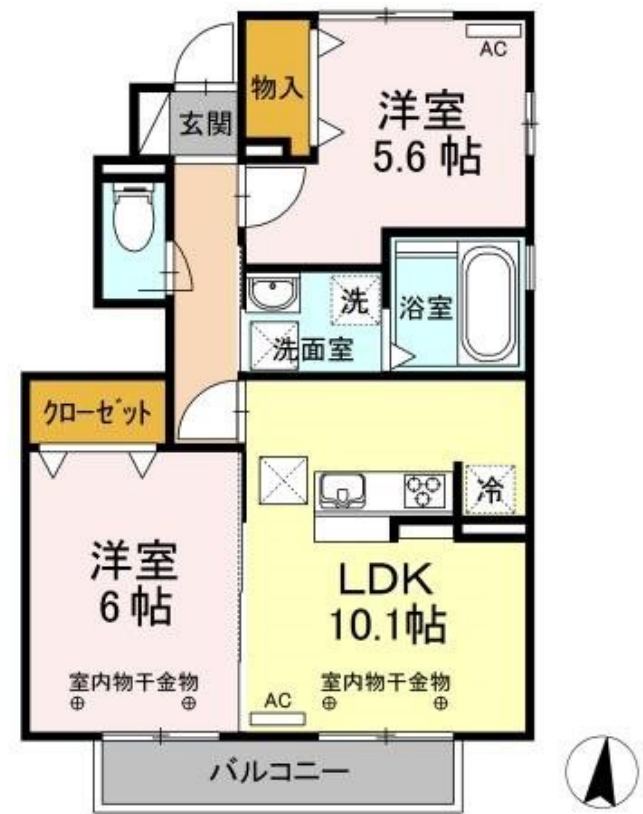 物入
AC
玄関
洋室
5.6 帖
洗
浴室
洗面室
クローゼット
冷
洋室
6 帖
LDK
10.1帖
室内物干金物
室内物干金物
AC
バルコニー